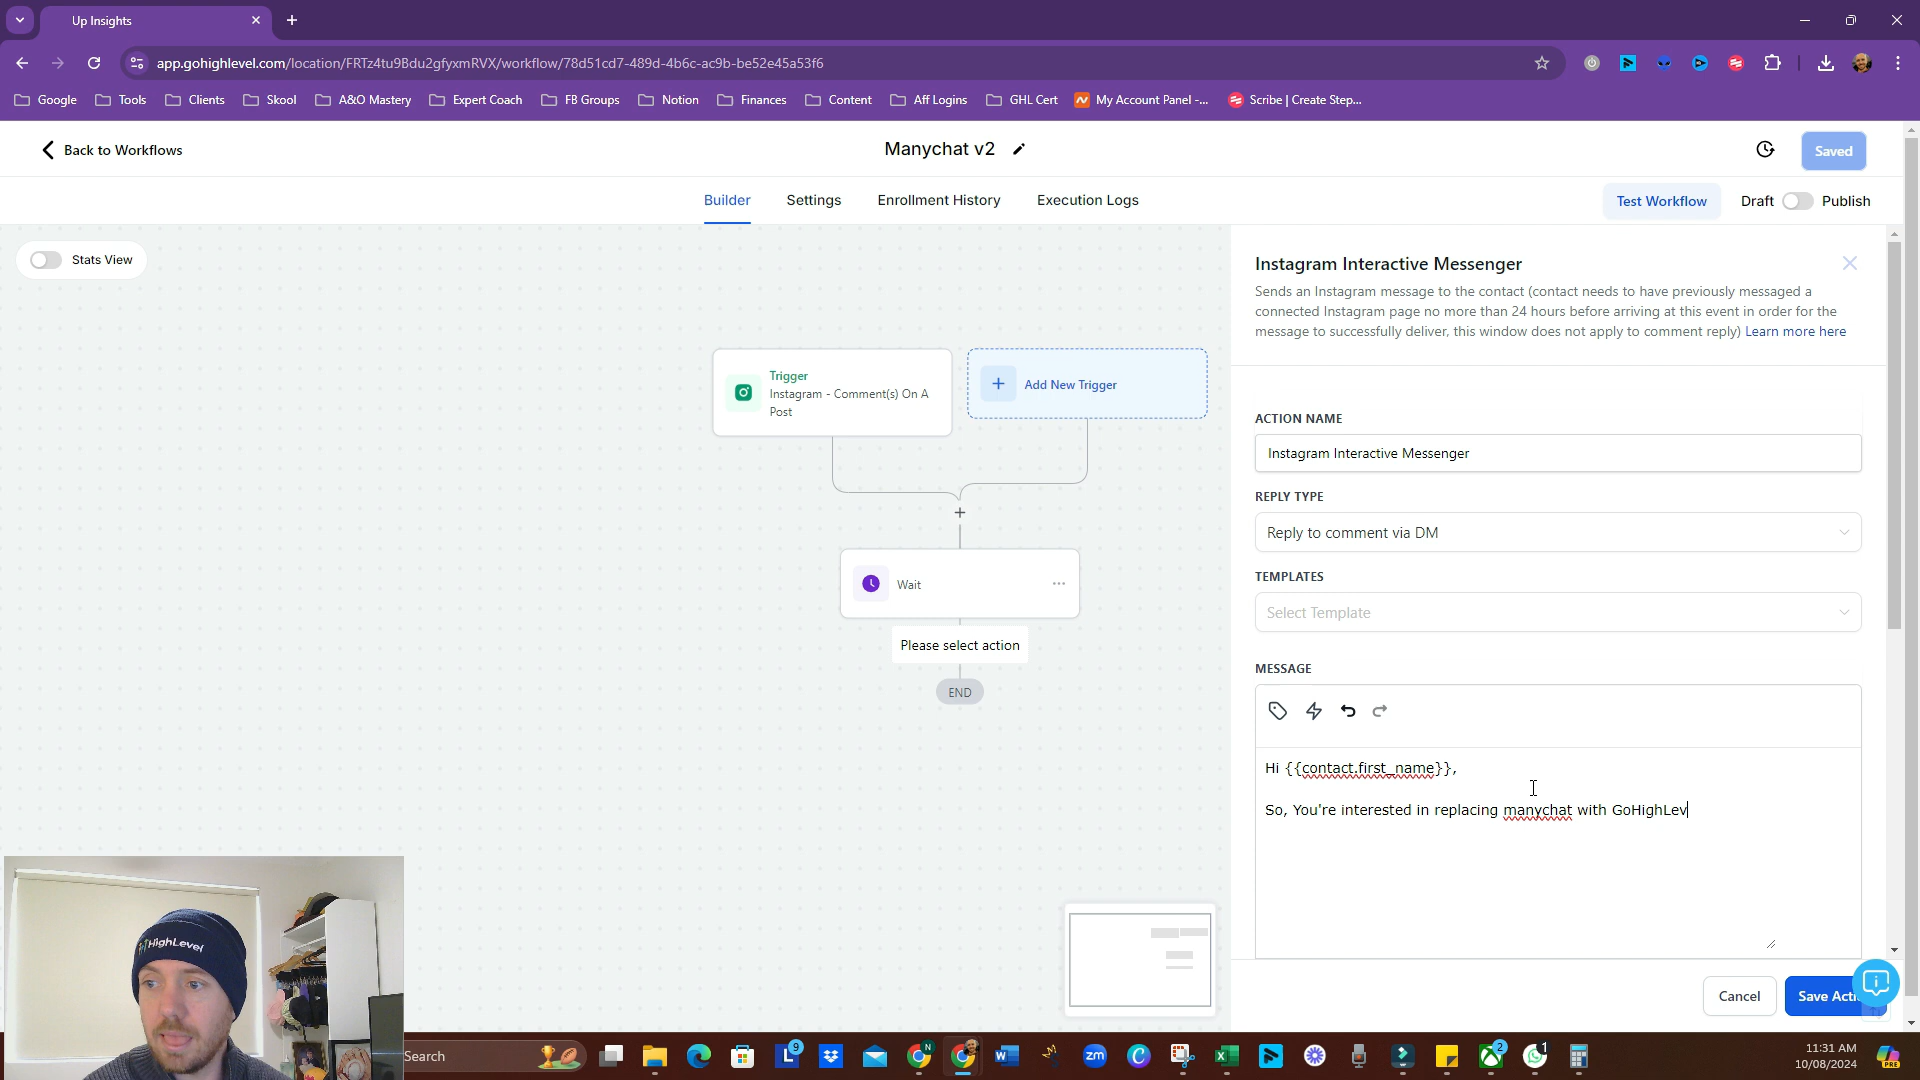 Up Insights
app.gohighlevel.com/location/FRTz4tu9Bdu2gfyxmRVX/workflow/78d51cd7-489d-4b6c-ac9b-be52e45a53f6
Google
Tools
Clients
Skool
A&O Mastery
Expert Coach
FB Groups
Notion
Finances
Content
Aff Logins
GHL Cert
My Account Panel -...
Scribe | Create Step...
Back to Workflows
Manychat v2
Saved
Builder
Settings
Enrollment History
Execution Logs
Test Workflow
Draft
Publish
Stats View
Trigger
Instagram - Comment(s) On A
Post
Add New Trigger
Wait
Please select action
END
Instagram Interactive Messenger
Sends an Instagram message to the contact (contact needs to have previously messaged a
connected Instagram page no more than 24 hours before arriving at this event in order for the
message to successfully deliver, this window does not apply to comment reply) Learn more here
ACTION NAME
Instagram Interactive Messenger
REPLY TYPE
Reply to comment via DM
TEMPLATES
Select Template
MESSAGE
Hi {{contact.first_name}},
So, You're interested in replacing manychat with GoHighLev
Cancel
Save Acti
HighLevel
Search
9
N
zm
2
1
PRE
11:31 AM
10/08/2024